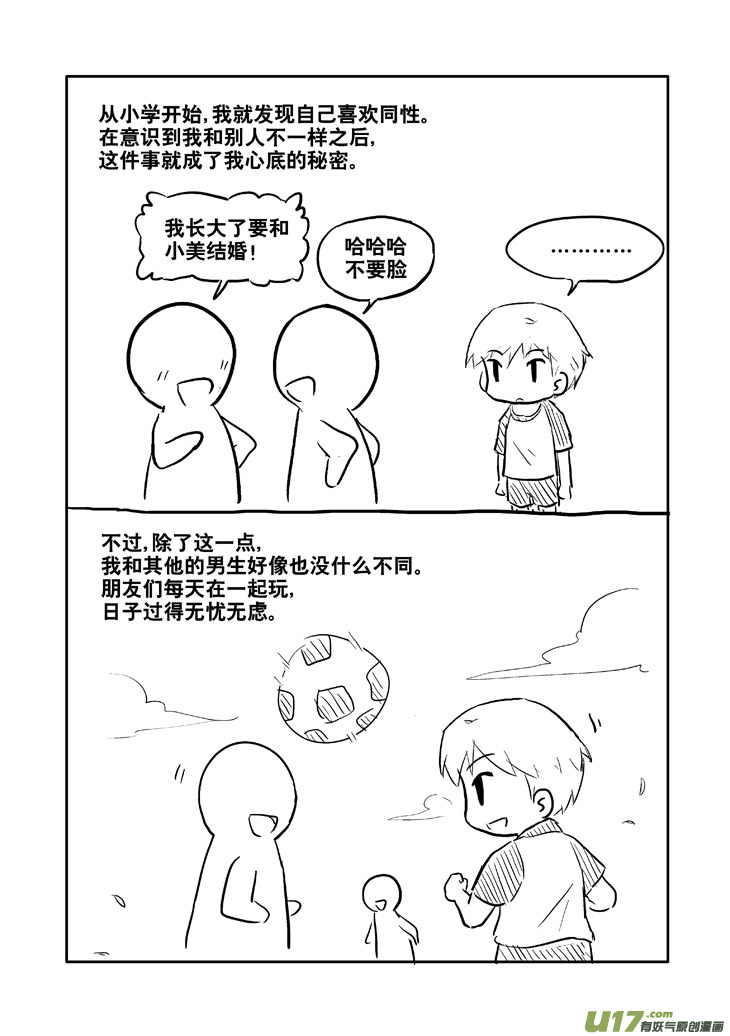 从小学开始,我就发现自己喜欢同性。
在意识到我和别人不一样之后,
这件事就成了我心底的秘密。
我长大了要和
小美结婚!
哈哈哈
不要脸
…………
不过,除了这一点,
我和其他的男生好像也没什么不同。
朋友们每天在一起玩,
日子过得无忧无虑。
U17.com
有妖气原创漫画